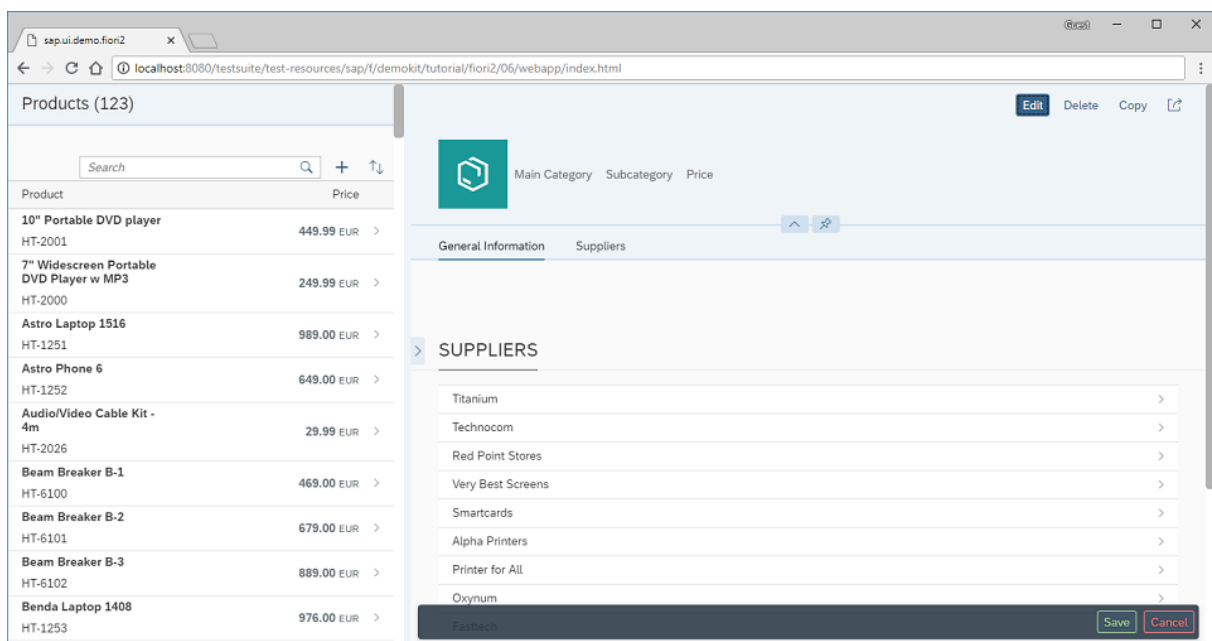 Guest
sap.ui.demo.fiori2
localhost:8080/testsuite/test-resources/sap/f/demokit/tutorial/fiori2/06/webapp/index.html
Products (123)
Edit Delete Copy
Search
Main Category Subcategory Price
Product Price
10" Portable DVD player
449.99 EUR
HT-2001
General Information Suppliers
7" Widescreen Portable
DVD Player w MP3
249.99 EUR
HT-2000
Astro Laptop 1516
989.00 EUR
HT-1251
SUPPLIERS
Astro Phone 6
649.00 EUR
HT-1252
Audio/Video Cable Kit -
4m
29.99 EUR
HT-2026
Beam Breaker B-1
469.00 EUR
HT-6100
Beam Breaker B-2
679.00 EUR
HT-6101
Beam Breaker B-3
889.00 EUR
HT-6102
Benda Laptop 1408
976.00 EUR
HT-1253
Titanium
Technocom
Red Point Stores
Very Best Screens
Smartcards
Alpha Printers
Printer for All
Oxynum
Fasttech
Save Cancel